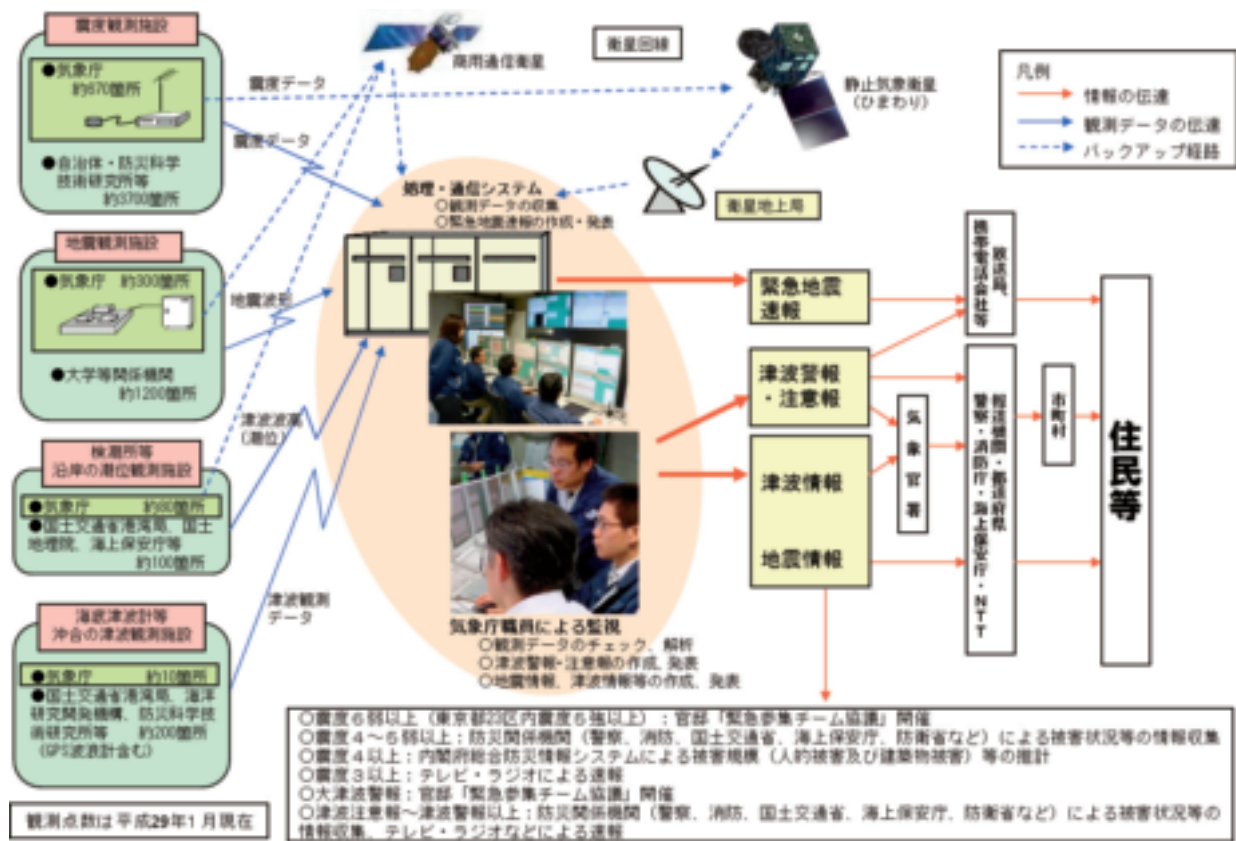 震度観測施設
●気象庁
約670箇所
●自治体・防災科学
技術研究所等
約3700箇所
地震観測施設
●気象庁 約300箇所
●大学等関係機関
約1200箇所
検潮所等
沿岸の潮位観測施設
●気象庁 約80箇所
●国土交通省港湾局、国土
地理院、海上保安庁等
約100箇所
海底津波計等
沖合の津波観測施設
●気象庁 約10箇所
●国土交通省港湾局、海洋
研究開発機構、防災科学技
術研究所等 約200箇所
(GPS波浪計含む)
観測点数は平成29年1月現在
震度データ
震度データ
地震波形
津波波高
(潮位)
津波観測
データ
商用通信衛星
衛星回線
静止気象衛星
(ひまわり)
衛星地上局
凡例
情報の伝達
観測データの伝達
バックアップ経路
処理・通信システム
○観測データの収集
○緊急地震速報の作成・発表
気象庁職員による監視
○観測データのチェック、解析
○津波警報・注意報の作成、発表
○地震情報、津波情報等の作成、発表
緊急地震
速報
津波警報
・注意報
津波情報
地震情報
気象官署
放送局、
携帯電話会社等
報道機関・都道府県
警察・消防庁・海上保安庁・NTT
市町村
住民等
○震度6弱以上(東京都23区内震度5強以上):官邸「緊急参集チーム協議」開催
○震度4~5弱以上:防災関係機関(警察、消防、国土交通省、海上保安庁、防衛省など)による被害状況等の情報収集
○震度4以上:内閣府総合防災情報システムによる被害規模(人的被害及び建築物被害)等の推計
○震度3以上:テレビ・ラジオによる速報
○大津波警報:官邸「緊急参集チーム協議」開催
○津波注意報~津波警報以上:防災関係機関(警察、消防、国土交通省、海上保安庁、防衛省など)による被害状況等の
情報収集、テレビ・ラジオなどによる速報